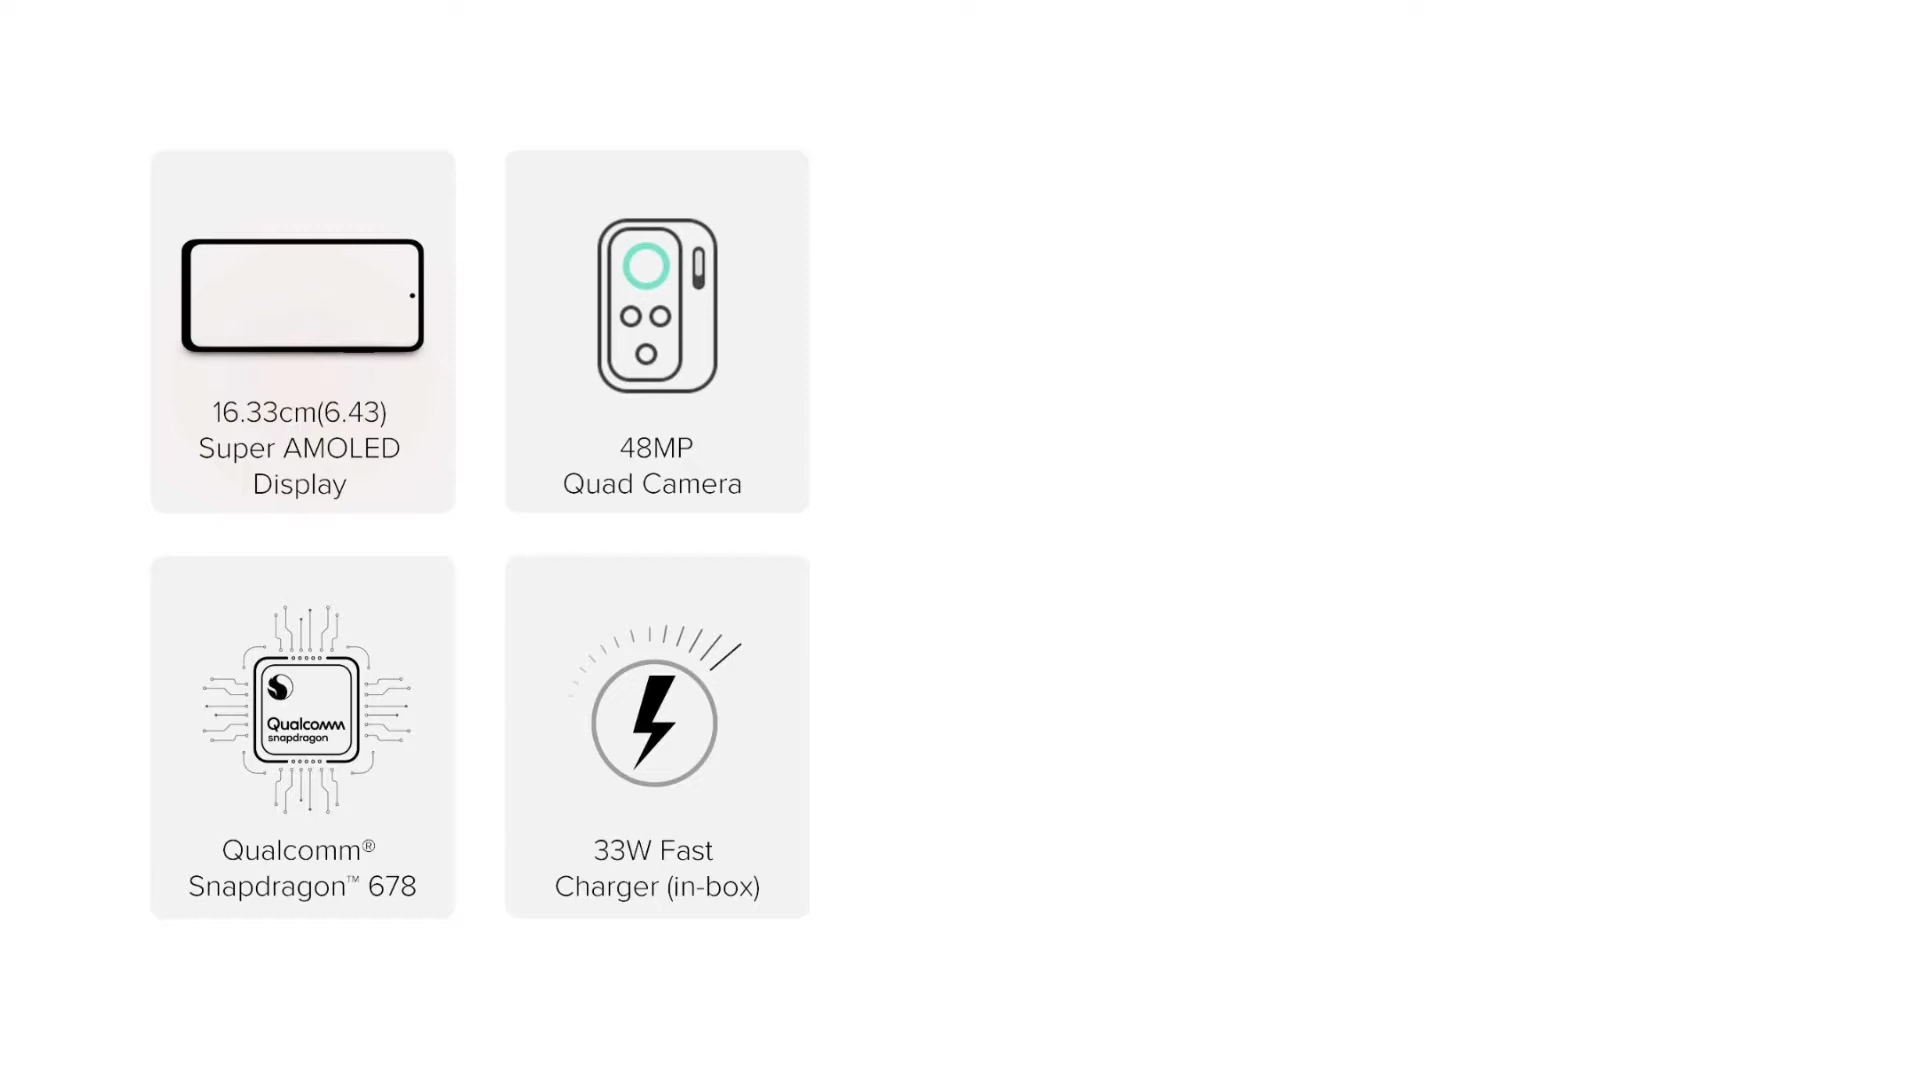 16.33cm(6.43)
Super AMOLED
Display
48MP
Quad Camera
Qualcomm
snapdragon
Qualcomm®
Snapdragon™ 678
33W Fast
Charger (in-box)